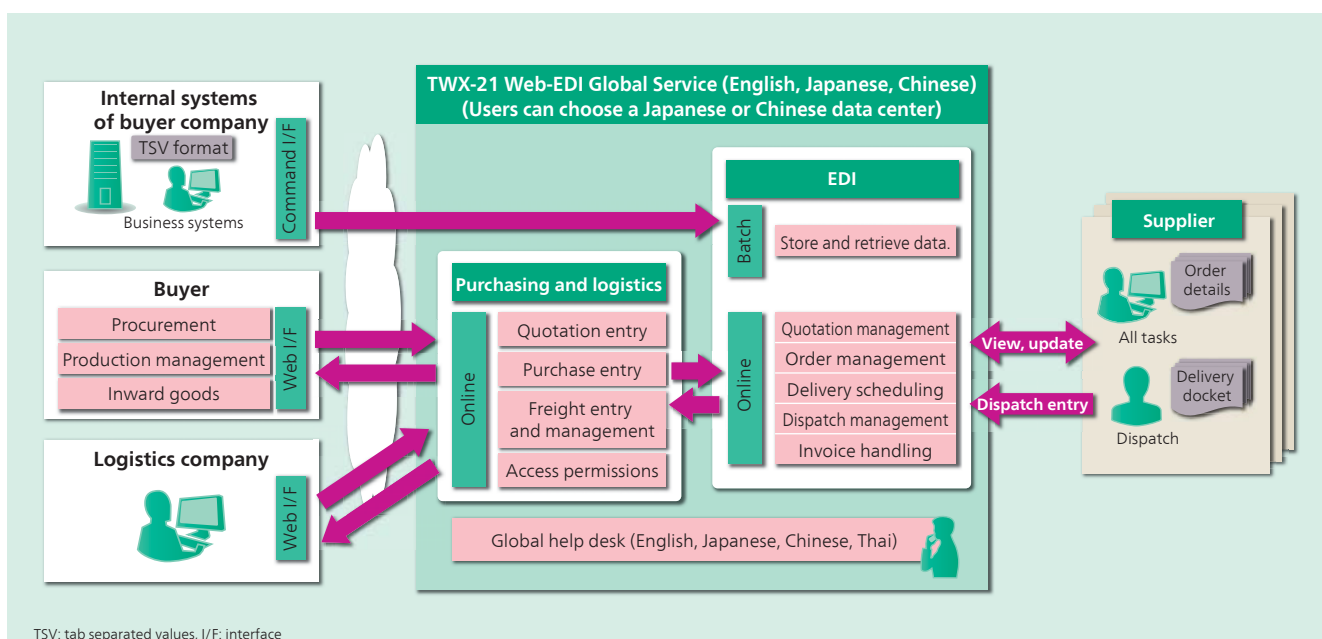 TWX-21 Web-EDI Global Service (English, Japanese, Chinese)
(Users can choose a Japanese or Chinese data center)
Internal systems
of buyer company
TSV format
Business systems
Command I/F
Buyer
Procurement
Production management
Inward goods
Web I/F
Logistics company
Web I/F
Purchasing and logistics
Online
Quotation entry
Purchase entry
Freight entry
and management
Access permissions
EDI
Batch
Store and retrieve data.
Online
Quotation management
Order management
Delivery scheduling
Dispatch management
Invoice handling
Global help desk (English, Japanese, Chinese, Thai)
View, update
Dispatch entry
Supplier
Order
details
All tasks
Delivery
docket
Dispatch
TSV: tab separated values, I/F: interface